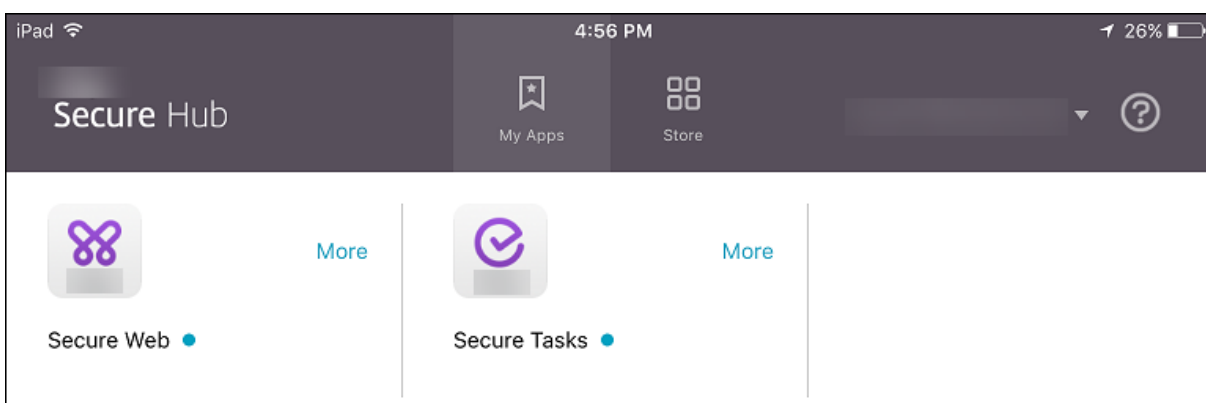 iPad 4:56 PM 26%
Secure Hub
My Apps Store
More More
Secure Web Secure Tasks